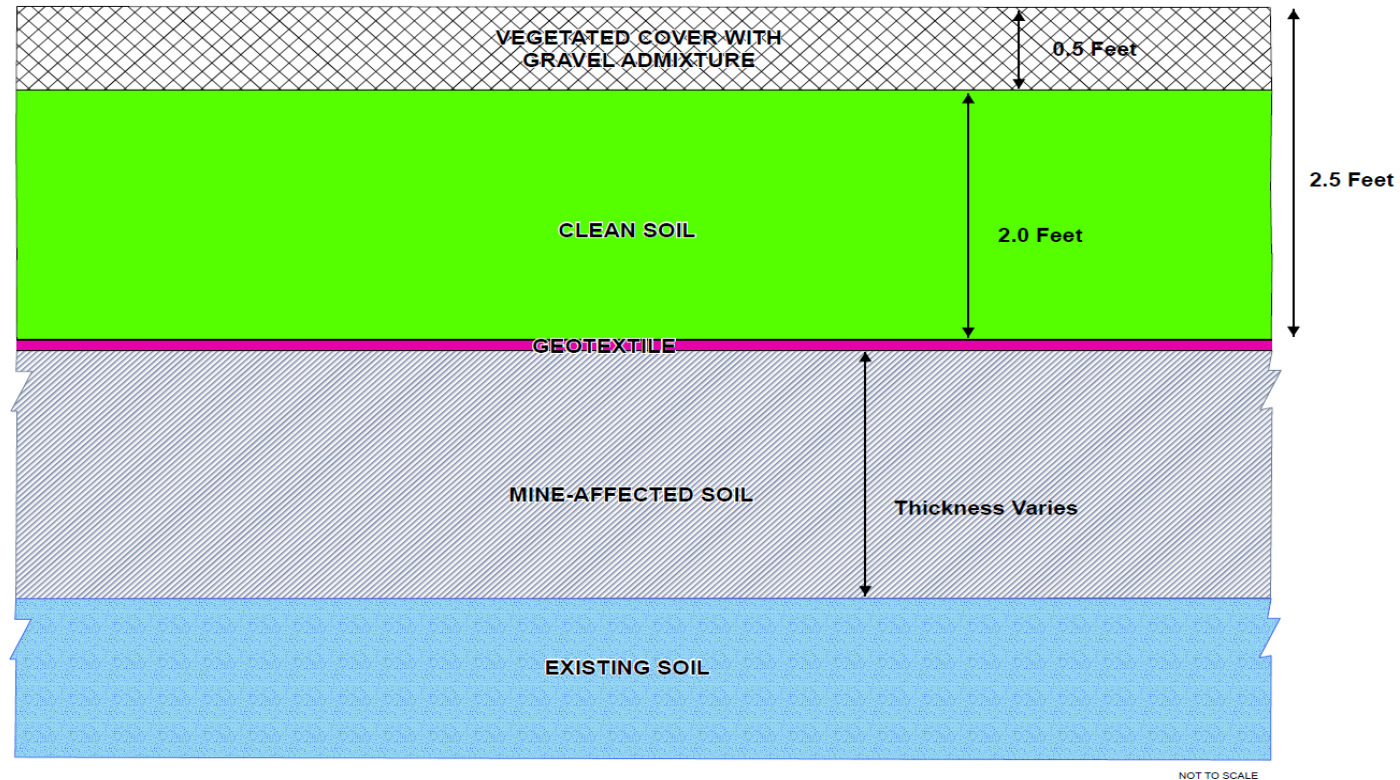 VEGETATED COVER WITH
GRAVEL ADMIXTURE
0.5 Feet
2.5 Feet
CLEAN SOIL
2.0 Feet
GEOTEXTILE
MINE-AFFECTED SOIL
Thickness Varies
EXISTING SOIL
NOT TO SCALE